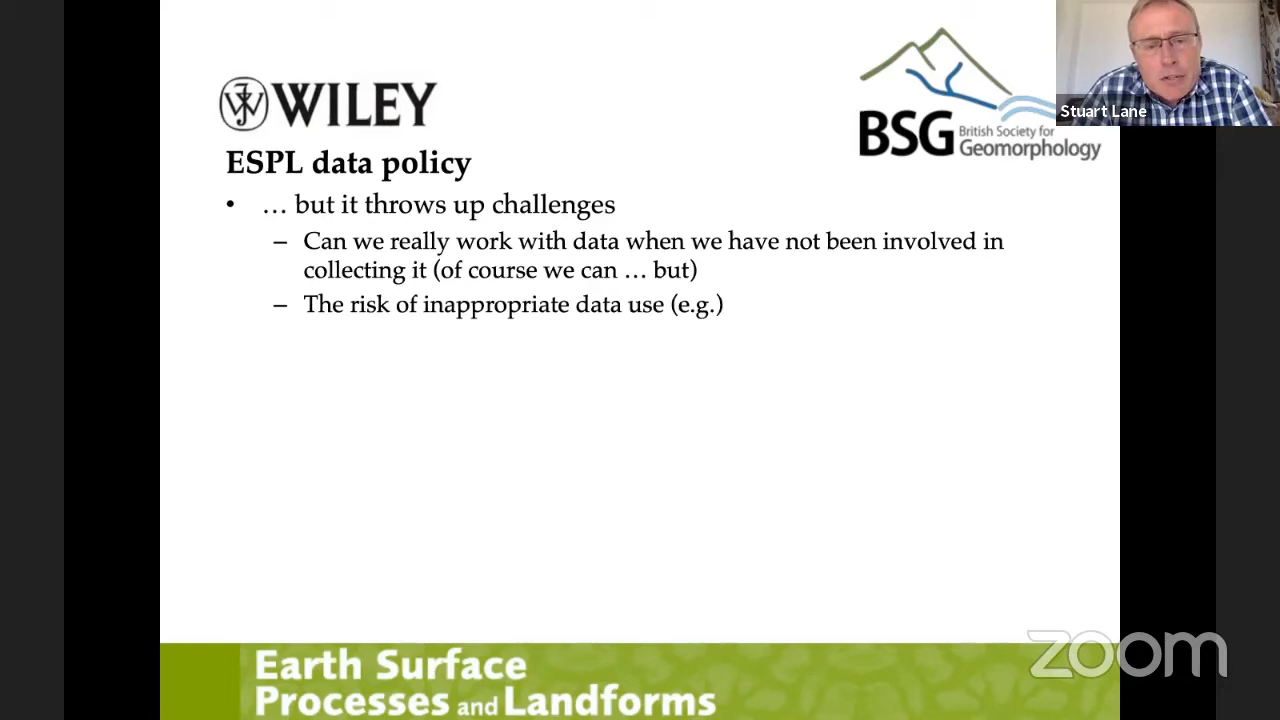 WILEY
BSG British Society for
Geomorphology
Stuart Lane
ESPL data policy
• … but it throws up challenges
– Can we really work with data when we have not been involved in
collecting it (of course we can … but)
– The risk of inappropriate data use (e.g.)
zoom
Earth Surface
Processes and Landforms